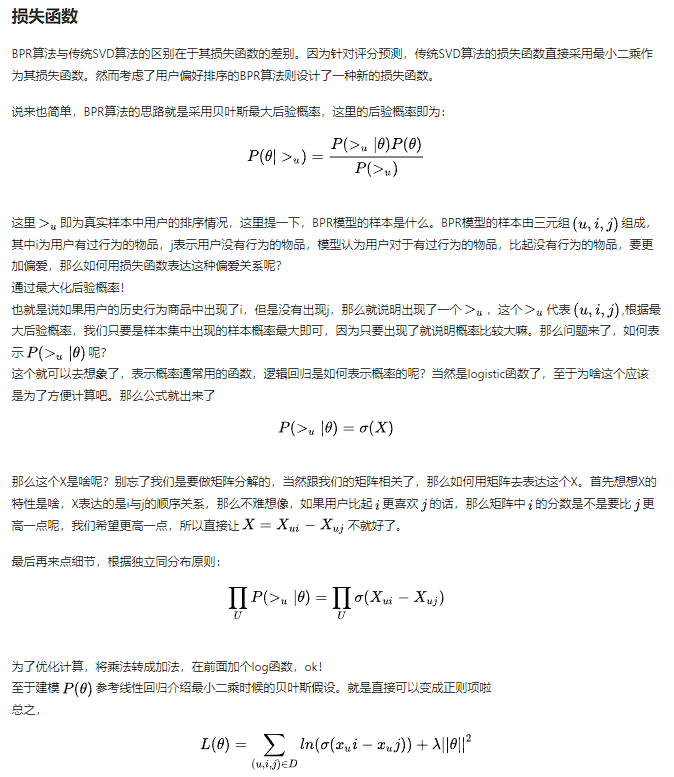 损失函数
BPR算法与传统SVD算法的区别在于其损失函数的差别。因为针对评分预测，传统SVD算法的损失函数直接采用最小二乘作
为其损失函数。然而考虑了用户偏好排序的BPR算法则设计了一种新的损失函数。
说来也简单，BPR算法的思路就是采用贝叶斯最大后验概率，这里的后验概率即为：
P(θ| >_u) = \frac{P(>_u |θ)P(θ)}{P(>_u)}
这里 >_u 即为真实样本中用户的排序情况，这里提一下，BPR模型的样本是什么。BPR模型的样本由三元组 (u, i, j) 组成，
其中i为用户有过行为的物品，j表示用户没有行为的物品，模型认为用户对于有过行为的物品，比起没有行为的物品，要更
加偏爱，那么如何用损失函数表达这种偏爱关系呢？
通过最大化后验概率！
也就是说如果用户的历史行为商品中出现了i，但是没有出现j，那么就说明出现了一个 >_u ，这个 >_u 代表 (u, i, j) ,根据最
大后验概率，我们只要是样本集中出现的样本概率最大即可，因为只要出现了就说明概率比较大嘛。那么问题来了，如何表
示 P(>_u |θ) 呢？
这个就可以去想象了，表示概率通常用的函数，逻辑回归是如何表示概率的呢？当然是logistic函数了，至于为啥这个应该
是为了方便计算吧。那么公式就出来了
P(>_u |θ) = σ(X)
那么这个X是啥呢？别忘了我们是要做矩阵分解的，当然跟我们的矩阵相关了，那么如何用矩阵去表达这个X。首先想想X的
特性是啥，X表达的是i与j的顺序关系，那么不难想像，如果用户比起 i 更喜欢 j 的话，那么矩阵中 i 的分数是不是要比 j 更
高一点呢，我们希望更高一点，所以直接让 X = X_{ui} − X_{uj} 不就好了。
最后再来点细节，根据独立同分布原则：
\prod_U P(>_u |θ) = \prod_U σ(X_{ui} − X_{uj})
为了优化计算，将乘法转成加法，在前面加个log函数，ok！
至于建模 P(θ) 参考线性回归介绍最小二乘时候的贝叶斯假设。就是直接可以变成正则项啦
总之，
L(θ) = \sum_{(u,i,j)∈D} ln(σ(x_u i − x_u j)) + λ||θ||^2